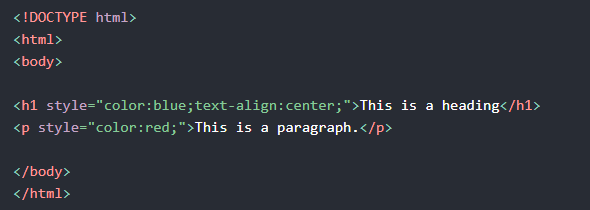 <!DOCTYPE html>
<html>
<body>
<h1 style="color:blue;text-align:center;">This is a heading</h1>
<p style="color:red;">This is a paragraph.</p>
</body>
</html>